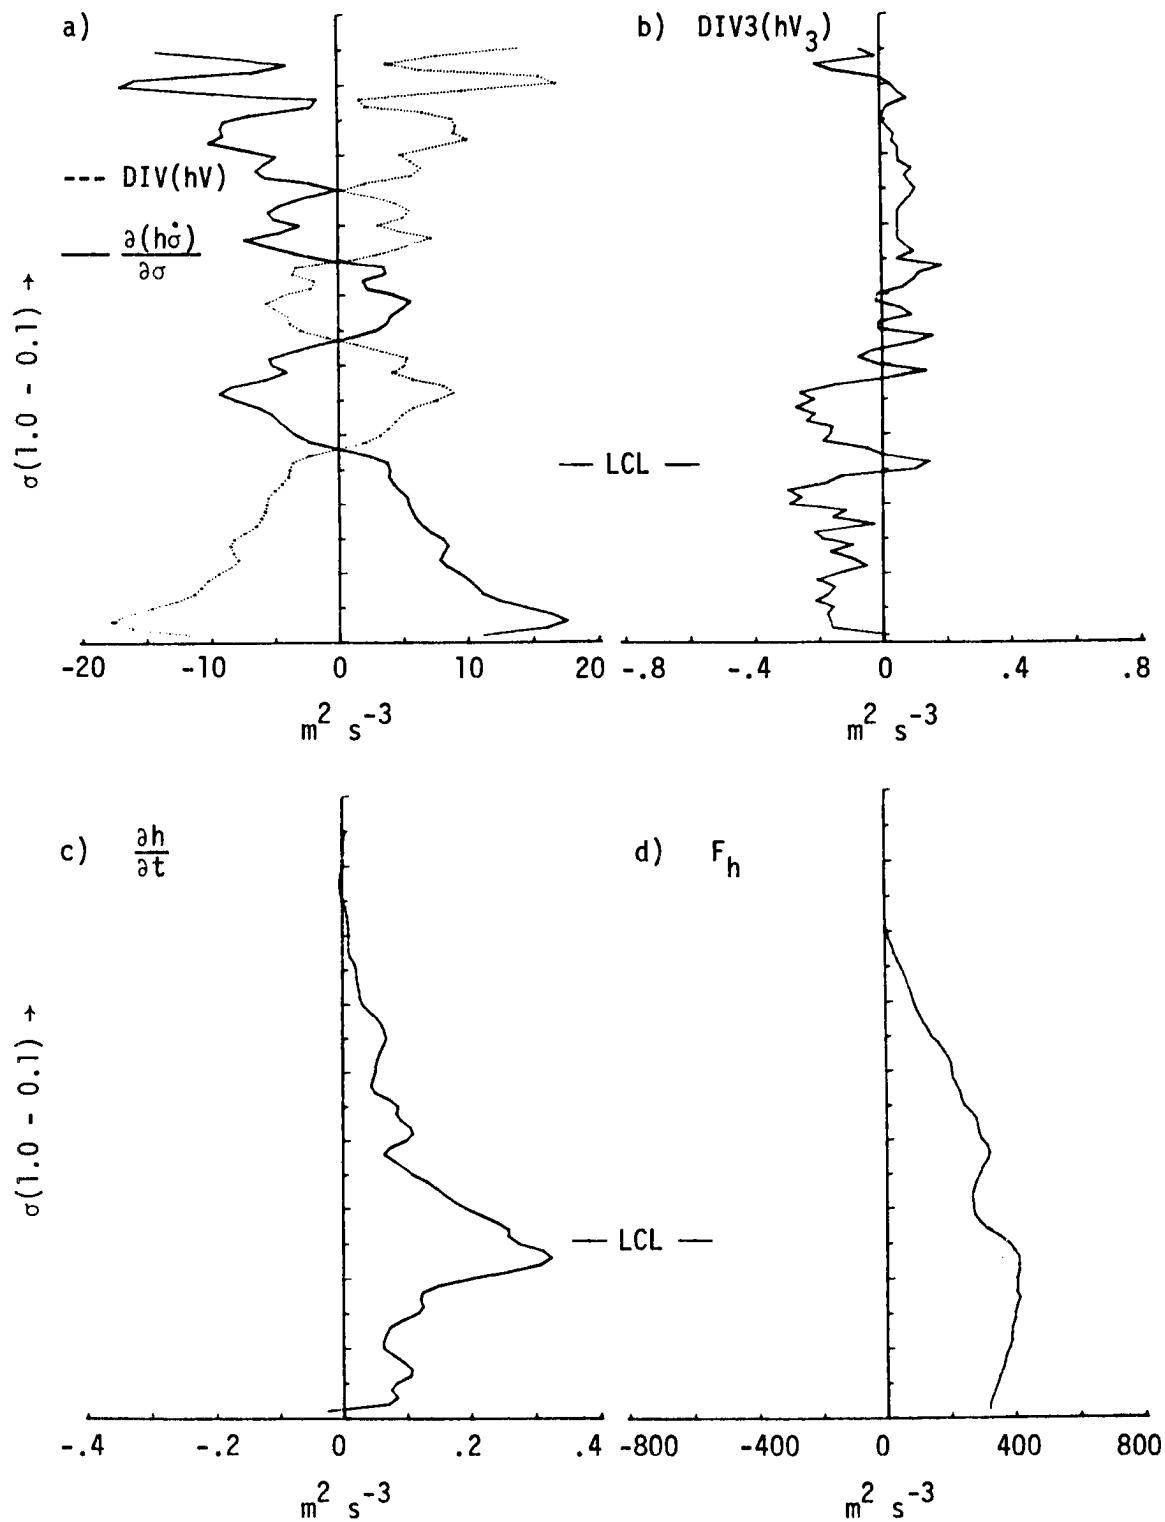 a)
--- DIV(hV)
— ∂(hσ̇)/∂σ
σ(1.0 - 0.1) →
-20 -10 0 10 20
m² s⁻³
b) DIV3(hV₃)
— LCL —
-.8 -.4 0 .4 .8
m² s⁻³
c) ∂h/∂t
σ(1.0 - 0.1) →
-.4 -.2 0 .2 .4
m² s⁻³
d) F_h
— LCL —
-800 -400 0 400 800
m² s⁻³